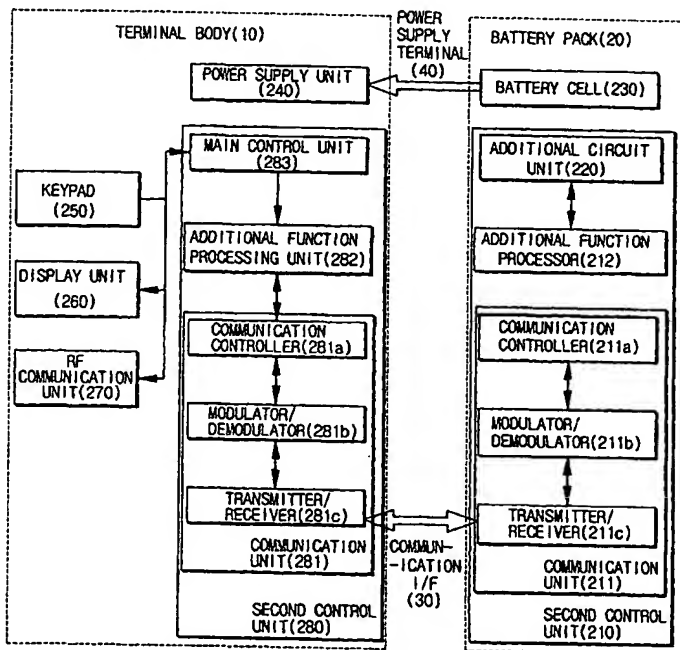 TERMINAL BODY(10)
POWER
SUPPLY
TERMINAL
(40)
BATTERY PACK(20)
POWER SUPPLY UNIT
(240)
BATTERY CELL(230)
MAIN CONTROL UNIT
(283)
ADDITIONAL CIRCUIT
UNIT(220)
KEYPAD
(250)
ADDITIONAL FUNCTION
PROCESSING UNIT(282)
ADDITIONAL FUNCTION
PROCESSOR(212)
DISPLAY UNIT
(260)
COMMUNICATION
CONTROLLER(281a)
COMMUNICATION
CONTROLLER(211a)
RF
COMMUNICATION
UNIT(270)
MODULATOR/
DEMODULATOR(281b)
MODULATOR/
DEMODULATOR(211b)
TRANSMITTER/
RECEIVER(281c)
TRANSMITTER/
RECEIVER(211c)
COMMUNICATION
UNIT(281)
COMMUN-
-ICATION
I/F
(30)
COMMUNICATION
UNIT(211)
SECOND CONTROL
UNIT(280)
SECOND CONTROL
UNIT(210)